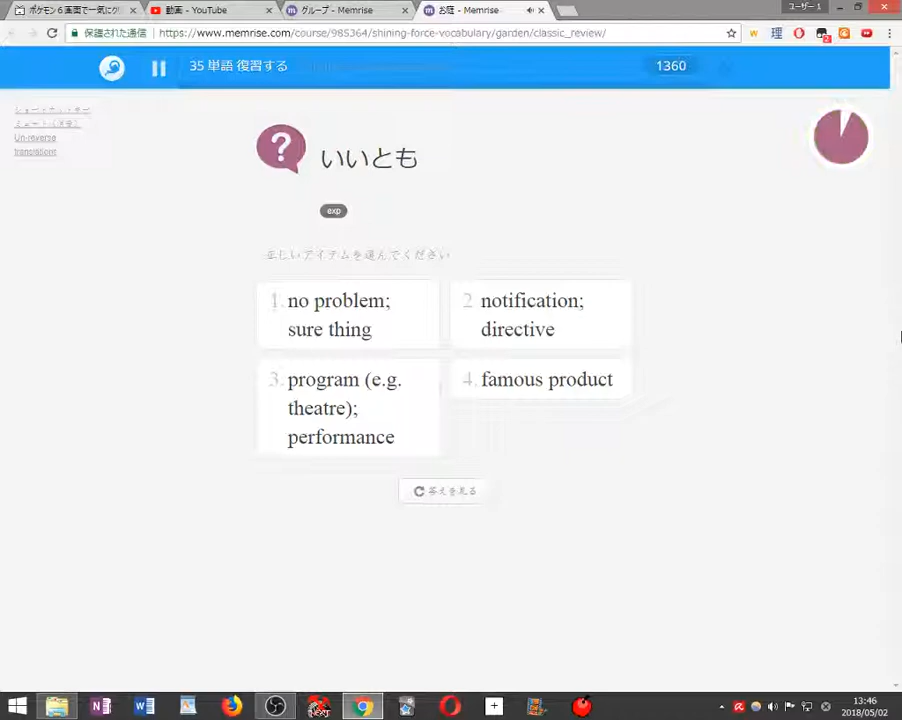 ポケモン6画面で一気にク
動画 - YouTube
グループ - Memrise
お庭 - Memrise
ユーザー 1
保護された通信
https://www.memrise.com/course/985364/shining-force-vocabulary/garden/classic_review/
35 単語 復習する
1360
Un-reverse
translations
?
いいとも
exp
正しいアイテムを選んでください
1. no problem;
sure thing
2 notification;
directive
3. program (e.g.
theatre);
performance
4. famous product
答えを見る
13:46
2018/05/02